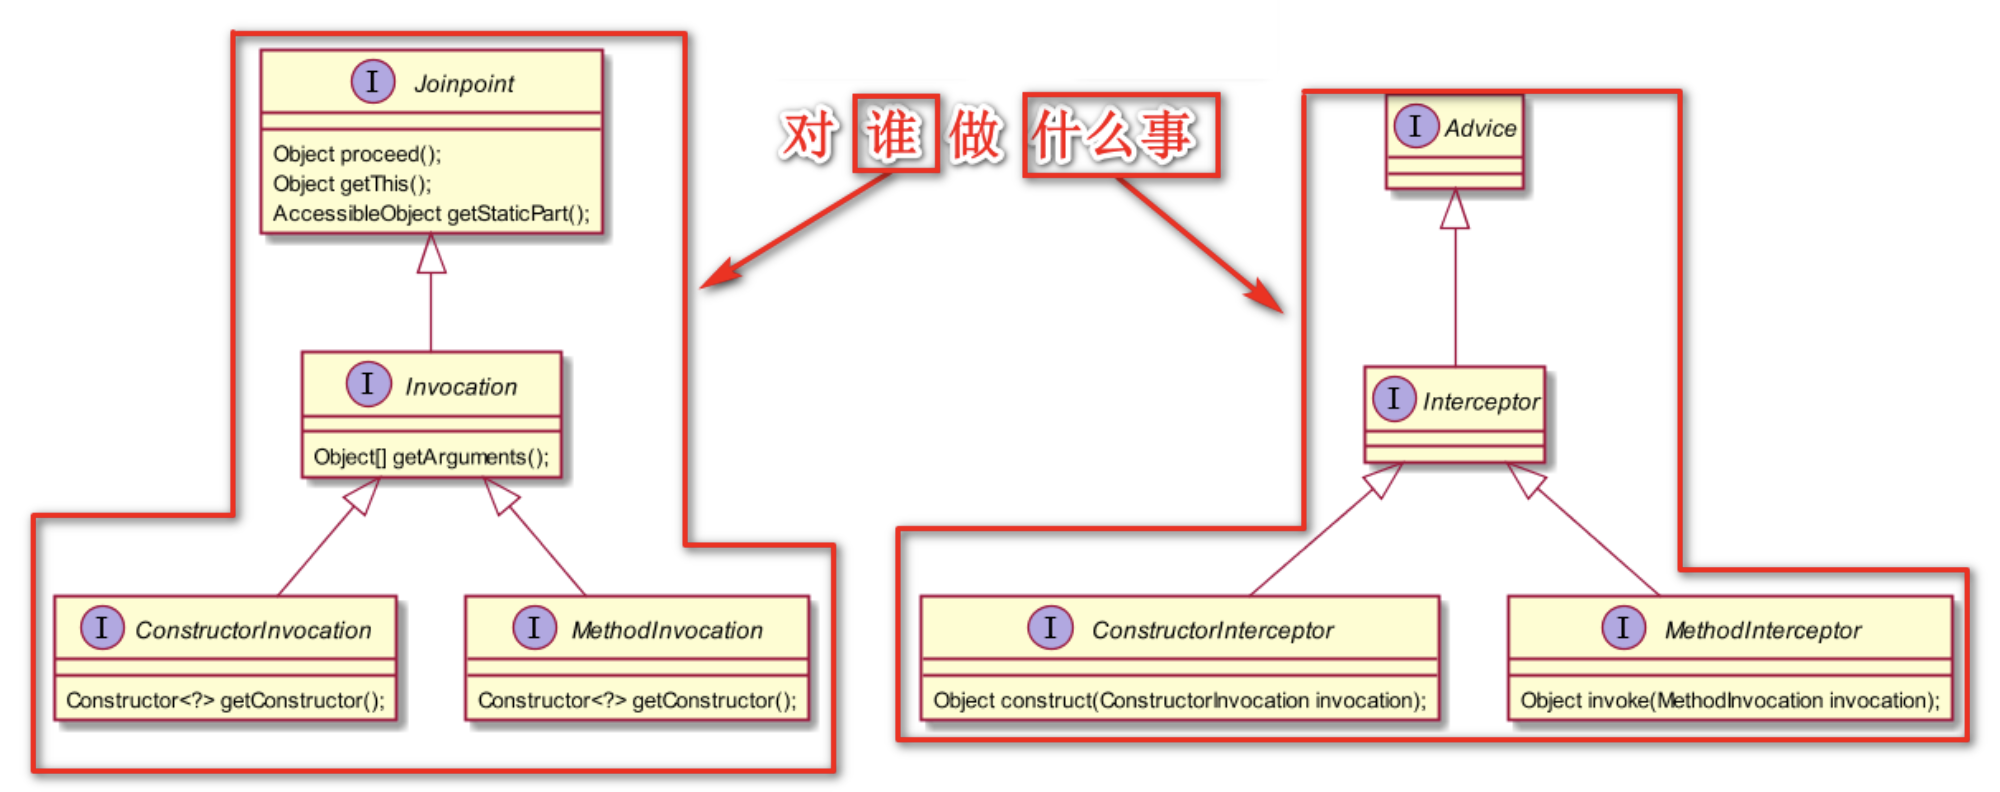 I Joinpoint
Object proceed();
Object getThis();
AccessibleObject getStaticPart();
I Invocation
Object[] getArguments();
I ConstructorInvocation
Constructor<?> getConstructor();
I MethodInvocation
Constructor<?> getConstructor();
对 谁 做 什么事
I Advice
I Interceptor
I ConstructorInterceptor
Object construct(ConstructorInvocation invocation);
I MethodInterceptor
Object invoke(MethodInvocation invocation);